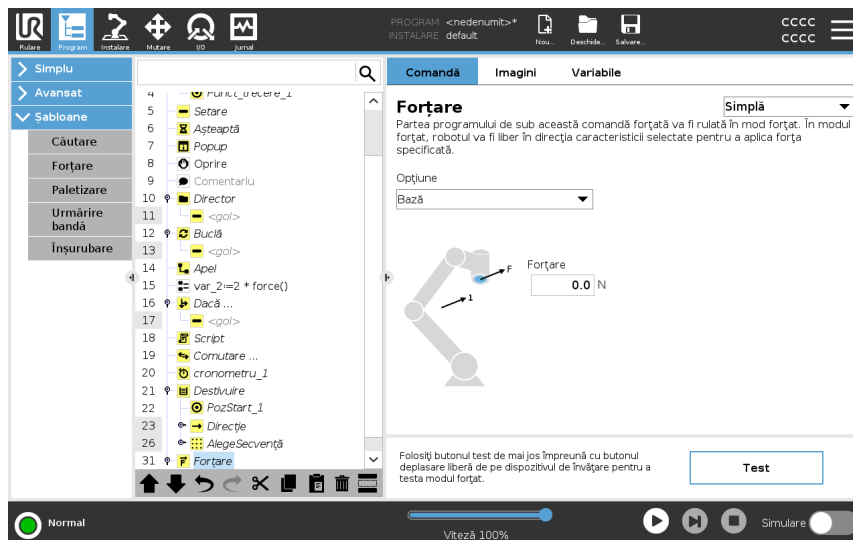 PROGRAM <nedenumit>*
INSTALARE default
cccc
cccc
Rulare
Program
Instalare
Mutare
I/O
Jurnal
Nou...
Deschide...
Salvare...
Simplu
Avansat
Șabloane
Căutare
Forțare
Paletizare
Urmărire
bandă
Înșurubare
4 Punct_trecere_1
5 Setare
6 Așteaptă
7 Popup
8 Oprire
9 Comentariu
10 Director
11 <gol>
12 Buclă
13 <gol>
14 Apel
15 var_2≔2 * force()
16 Dacă ...
17 <gol>
18 Script
19 Comutare ...
20 cronometru_1
21 Destivuire
22 PozStart_1
23 Direcție
26 AlegeSecvență
31 Forțare
Comandă
Imagini
Variabile
Forțare
Simplă
Partea programului de sub această comandă forțată va fi rulată în mod forțat. În modul
forțat, robotul va fi liber în direcția caracteristicii selectate pentru a aplica forța
specificată.
Opțiune
Bază
F
1
Forțare
0.0 N
Folosiți butonul test de mai jos împreună cu butonul
deplasare liberă de pe dispozitivul de învățare pentru a
testa modul forțat.
Test
Normal
Viteză 100%
Simulare